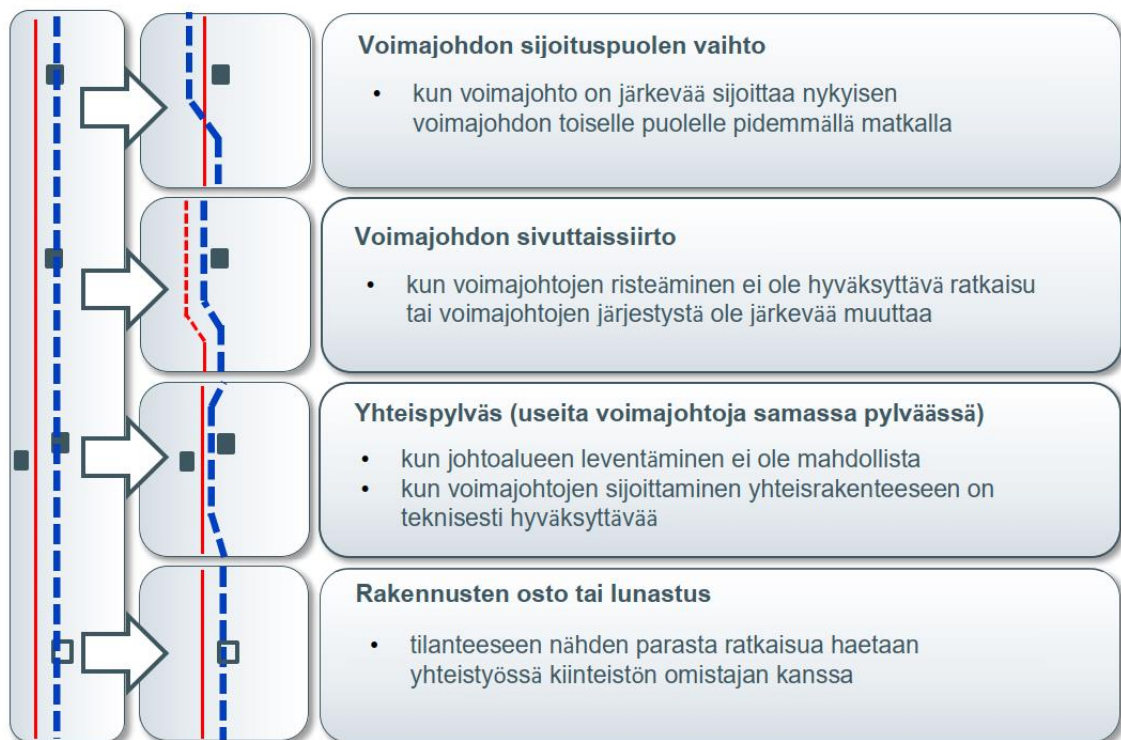 Voimajohdon sijoituspuolen vaihto
• kun voimajohto on järkevää sijoittaa nykyisen
voimajohdon toiselle puolelle pidemmällä matkalla
Voimajohdon sivuttaissiirto
• kun voimajohtojen risteäminen ei ole hyväksyttävä ratkaisu
tai voimajohtojen järjestystä ole järkevää muuttaa
Yhteispylväs (useita voimajohtoja samassa pylväässä)
• kun johtoalueen leventäminen ei ole mahdollista
• kun voimajohtojen sijoittaminen yhteisrakenteeseen on
teknisesti hyväksyttävää
Rakennusten osto tai lunastus
• tilanteeseen nähden parasta ratkaisua haetaan
yhteistyössä kiinteistön omistajan kanssa